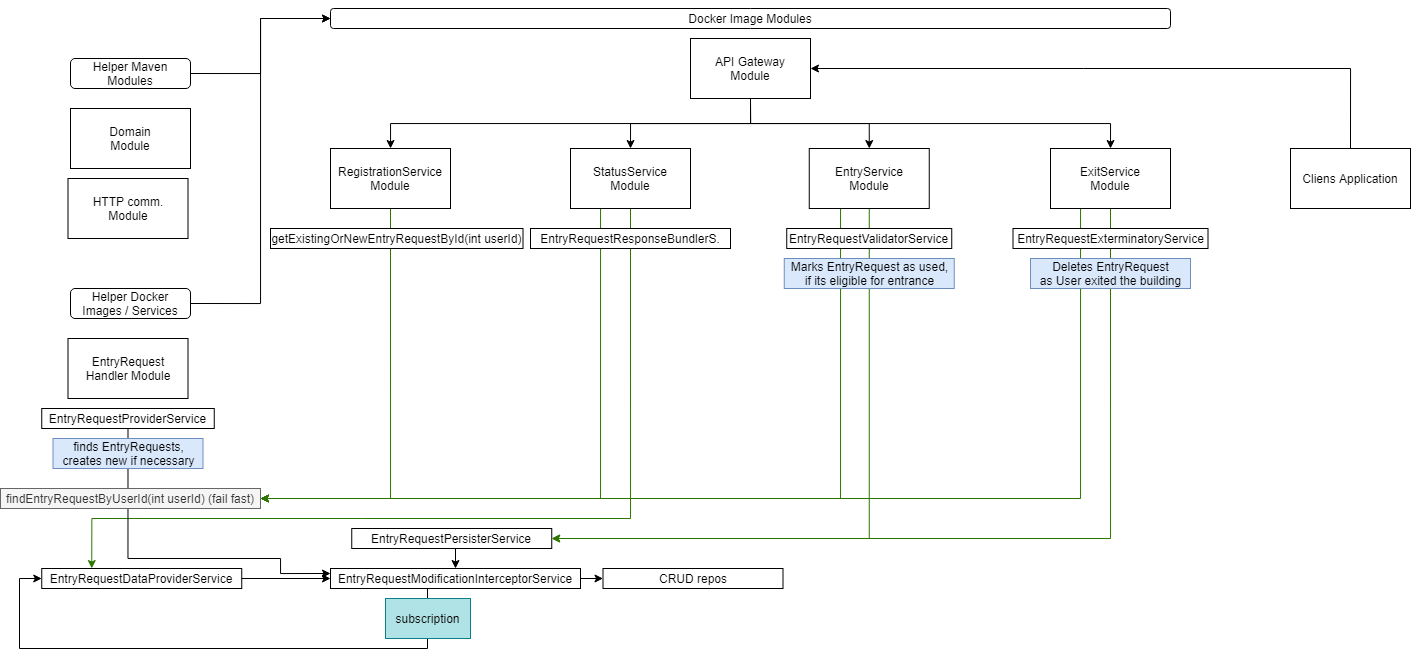 Docker Image Modules
API Gateway
Module
Helper Maven
Modules
Domain
Module
HTTP comm.
Module
RegistrationService
Module
StatusService
Module
EntryService
Module
ExitService
Module
Cliens Application
getExistingOrNewEntryRequestById(int userId)
EntryRequestResponseBundlerS.
EntryRequestValidatorService
EntryRequestExterminatoryService
Marks EntryRequest as used,
if its eligible for entrance
Deletes EntryRequest
as User exited the building
Helper Docker
Images / Services
EntryRequest
Handler Module
EntryRequestProviderService
finds EntryRequests,
creates new if necessary
findEntryRequestByUserId(int userId) (fail fast)
EntryRequestPersisterService
EntryRequestDataProviderService
EntryRequestModificationInterceptorService
CRUD repos
subscription